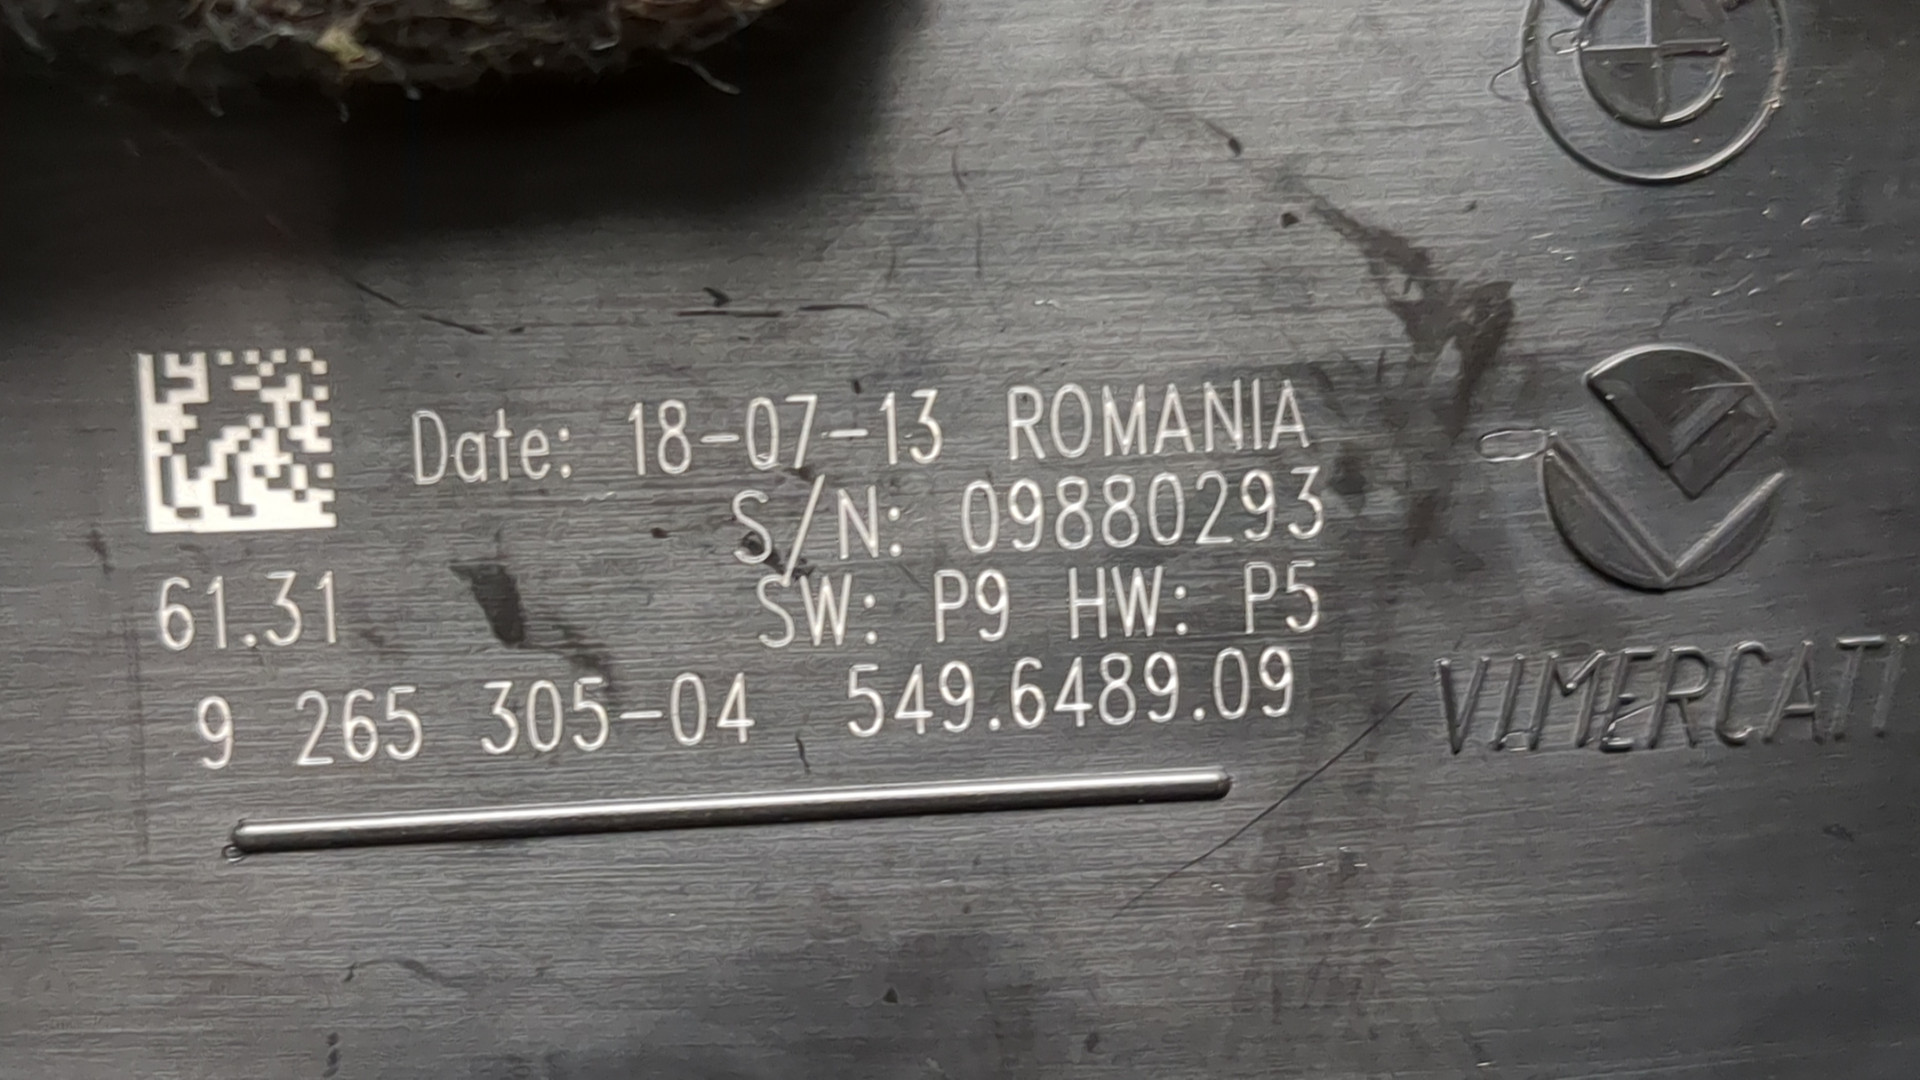 Date: 18-07-13 ROMANIA
S/N: 09880293
61.31 SW: P9 HW: P5
9 265 305-04 549.6489.09
VIMERCATI